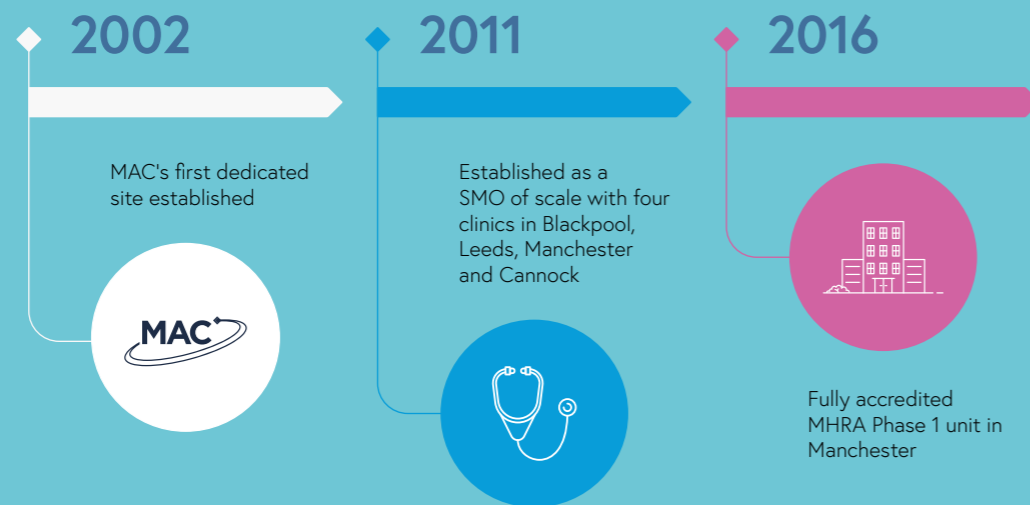 2002
MAC's first dedicated
site established
MAC
2011
Established as a
SMO of scale with four
clinics in Blackpool,
Leeds, Manchester
and Cannock
2016
Fully accredited
MHRA Phase 1 unit in
Manchester